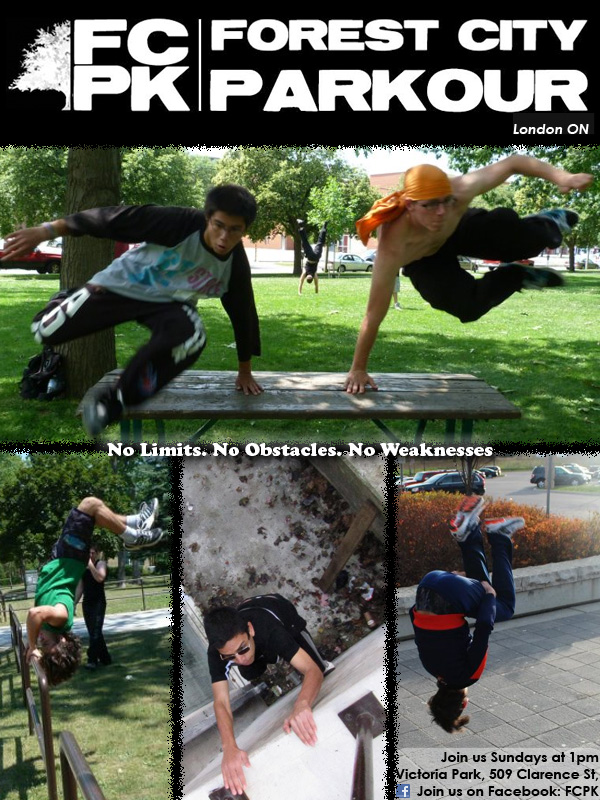 FC
PK
FOREST CITY
PARKOUR
London ON
No Limits. No Obstacles. No Weaknesses
Join us Sundays at 1pm
Victoria Park, 509 Clarence St,
Join us on Facebook: FCPK